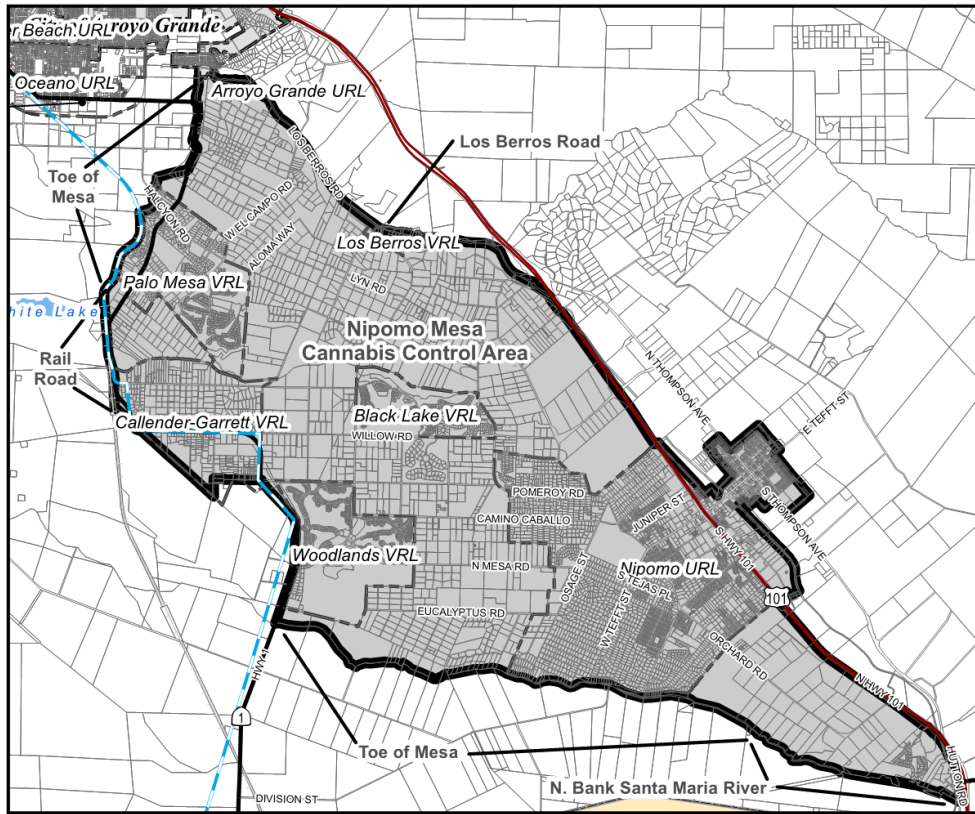 Arroyo Grande
er Beach URL
Oceano URL
Arroyo Grande URL
Los Berros Road
LOS BERROS RD
Toe of
Mesa
HALCYON RD
W EL CAMPO RD
ALOMA WAY
Los Berros VRL
LYN RD
Palo Mesa VRL
hite Lake
Nipomo Mesa
Cannabis Control Area
Rail
Road
N THOMPSON AVE
E TEFFT ST
Callender-Garrett VRL
Black Lake VRL
WILLOW RD
POMEROY RD
JUNIPER ST
S THOMPSON AVE
CAMINO CABALLO
S HWY 101
Woodlands VRL
N MESA RD
OSAGE ST
Nipomo URL
S TEJAS PL
101
W TEFFT ST
EUCALYPTUS RD
ORCHARD RD
HWY 1
N HWY 101
1
Toe of Mesa
HUTTON RD
N. Bank Santa Maria River
DIVISION ST